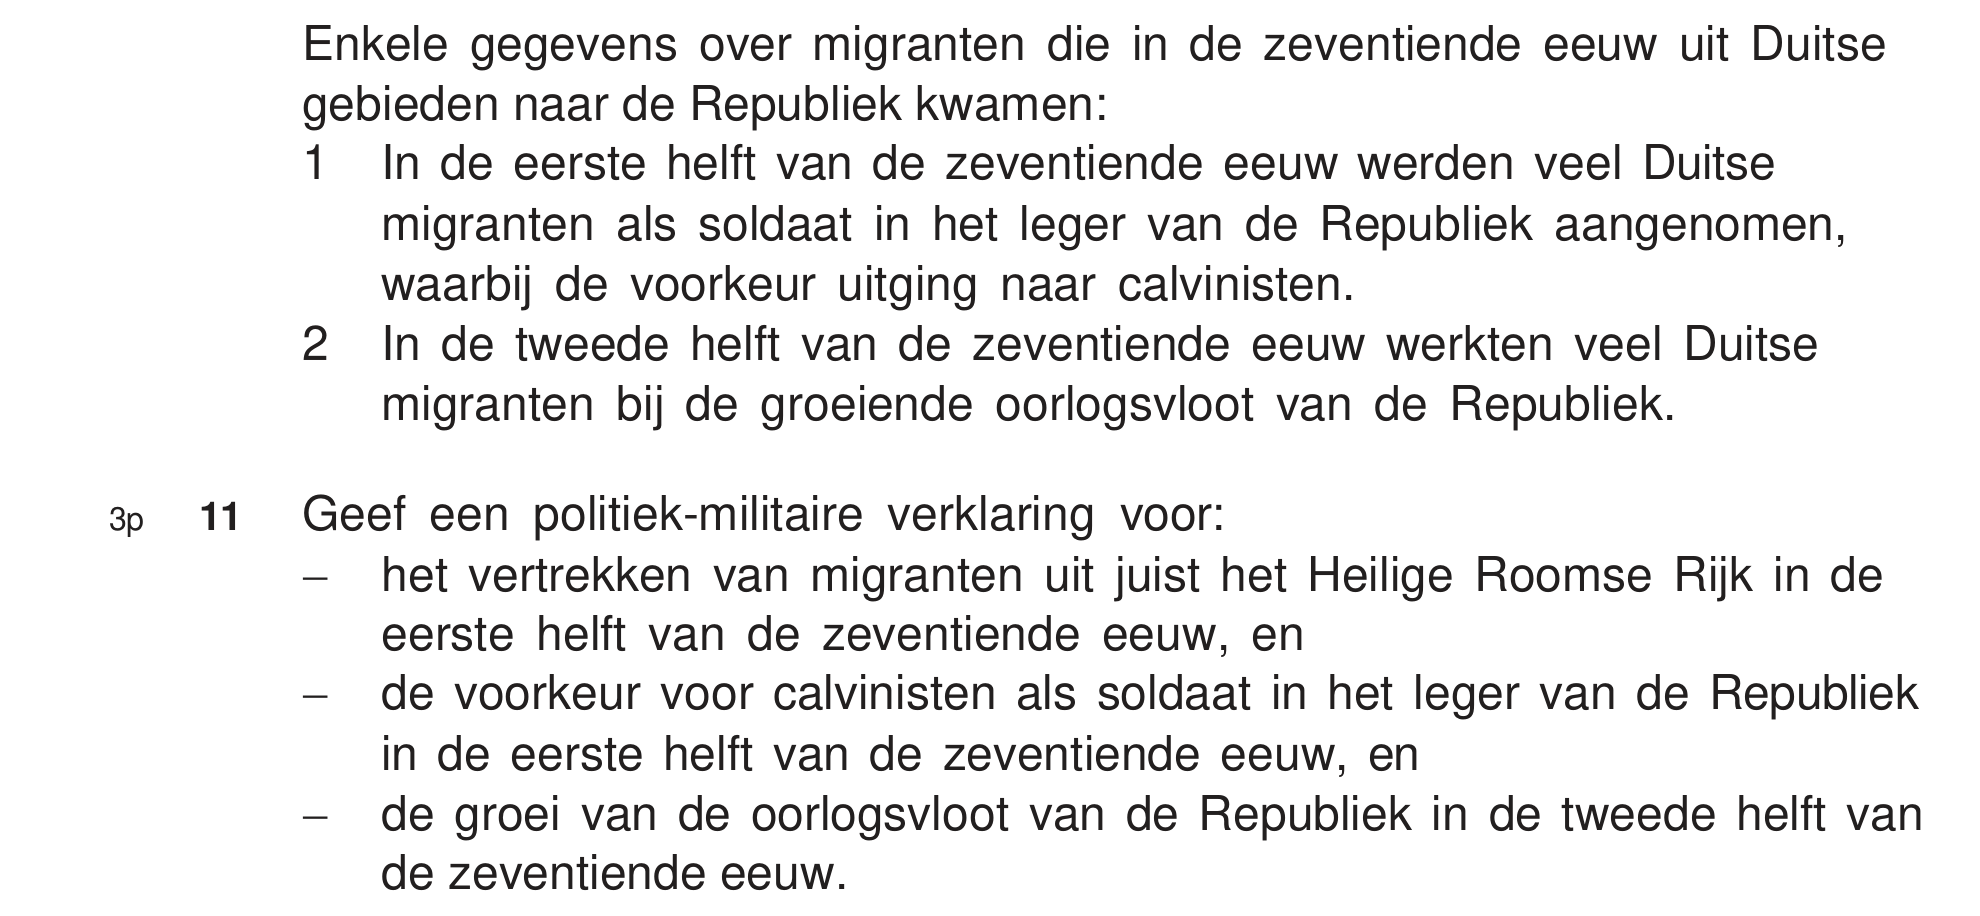 Enkele gegevens over migranten die in de zeventiende eeuw uit Duitse
gebieden naar de Republiek kwamen:
1 In de eerste helft van de zeventiende eeuw werden veel Duitse
migranten als soldaat in het leger van de Republiek aangenomen,
waarbij de voorkeur uitging naar calvinisten.
2 In de tweede helft van de zeventiende eeuw werkten veel Duitse
migranten bij de groeiende oorlogsvloot van de Republiek.
3p 11 Geef een politiek-militaire verklaring voor:
– het vertrekken van migranten uit juist het Heilige Roomse Rijk in de
eerste helft van de zeventiende eeuw, en
– de voorkeur voor calvinisten als soldaat in het leger van de Republiek
in de eerste helft van de zeventiende eeuw, en
– de groei van de oorlogsvloot van de Republiek in de tweede helft van
de zeventiende eeuw.